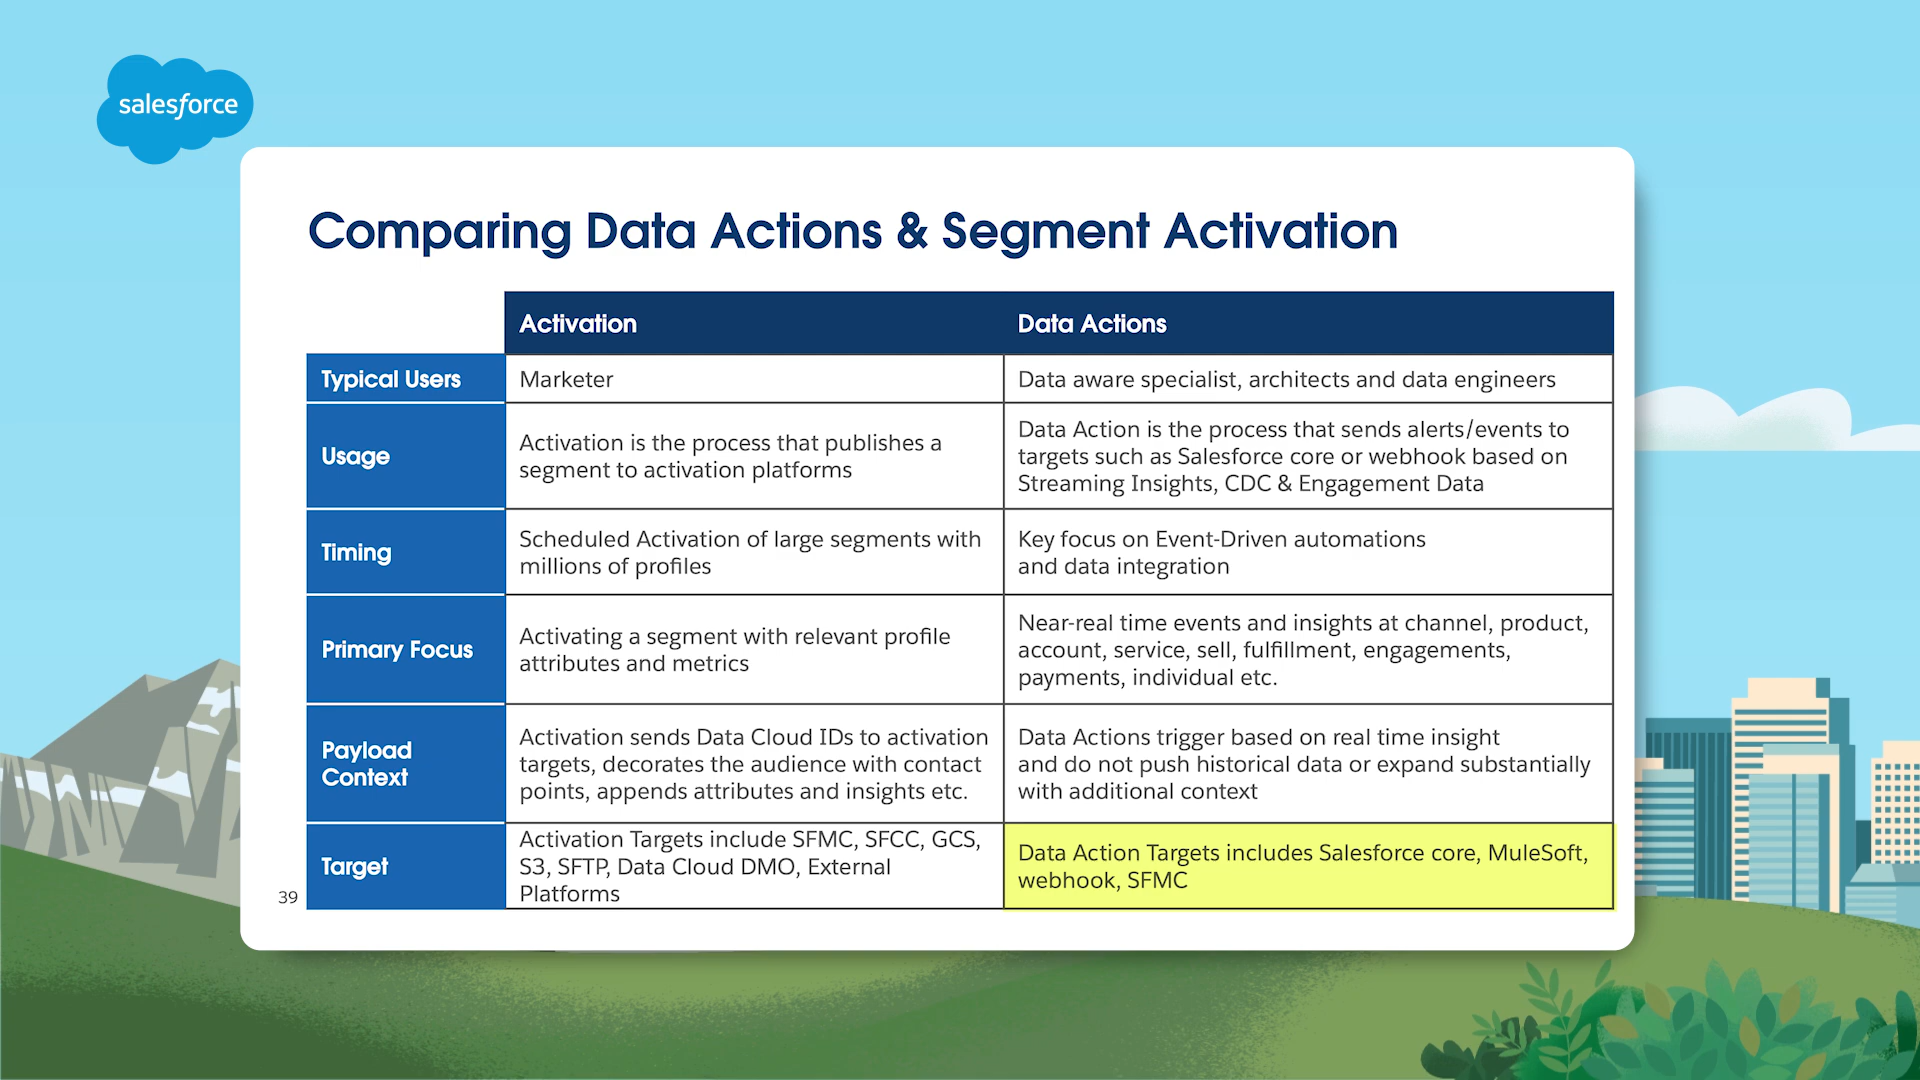 salesforce
Comparing Data Actions & Segment Activation
Activation
Data Actions
Typical Users
Marketer
Data aware specialist, architects and data engineers
Usage
Activation is the process that publishes a
segment to activation platforms
Data Action is the process that sends alerts/events to
targets such as Salesforce core or webhook based on
Streaming Insights, CDC & Engagement Data
Timing
Scheduled Activation of large segments with
millions of profiles
Key focus on Event-Driven automations
and data integration
Primary Focus
Activating a segment with relevant profile
attributes and metrics
Near-real time events and insights at channel, product,
account, service, sell, fulfillment, engagements,
payments, individual etc.
Payload
Context
Activation sends Data Cloud IDs to activation
targets, decorates the audience with contact
points, appends attributes and insights etc.
Data Actions trigger based on real time insight
and do not push historical data or expand substantially
with additional context
Target
Activation Targets include SFMC, SFCC, GCS,
S3, SFTP, Data Cloud DMO, External
Platforms
Data Action Targets includes Salesforce core, MuleSoft,
webhook, SFMC
39